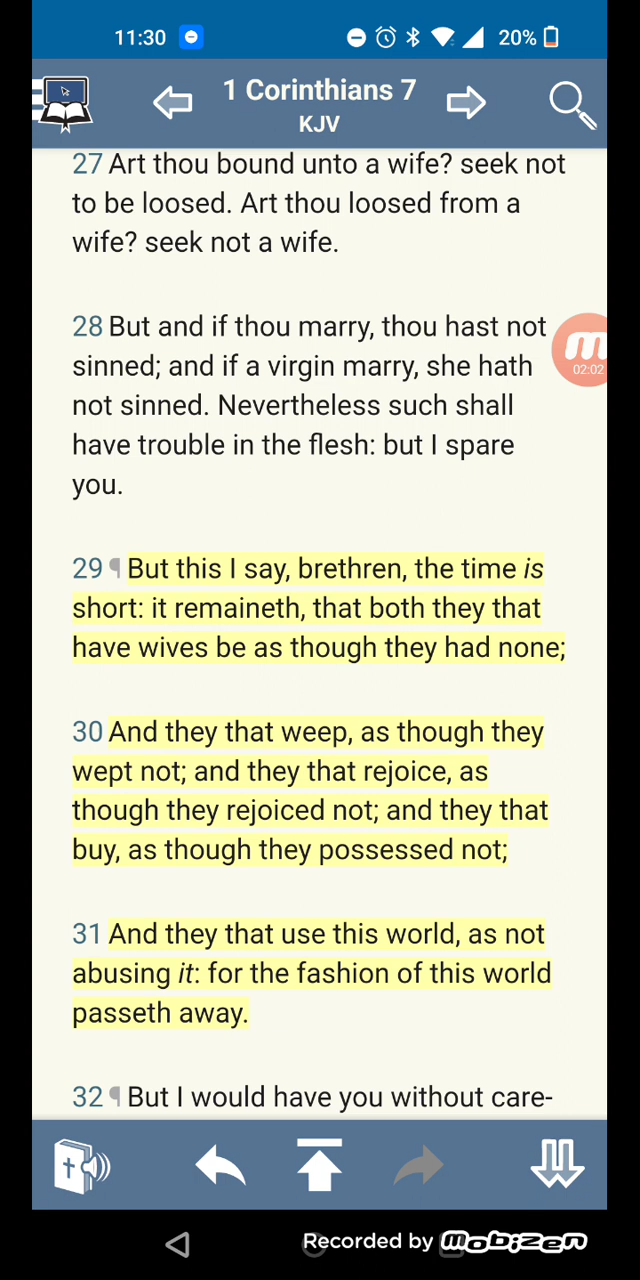 11:30
20%
1 Corinthians 7
KJV
27 Art thou bound unto a wife? seek not
to be loosed. Art thou loosed from a
wife? seek not a wife.
28 But and if thou marry, thou hast not
sinned; and if a virgin marry, she hath
not sinned. Nevertheless such shall
have trouble in the flesh: but I spare
you.
02:02
29 ¶ But this I say, brethren, the time is
short: it remaineth, that both they that
have wives be as though they had none;
30 And they that weep, as though they
wept not; and they that rejoice, as
though they rejoiced not; and they that
buy, as though they possessed not;
31 And they that use this world, as not
abusing it: for the fashion of this world
passeth away.
32 ¶ But I would have you without care-
Recorded by mobizen